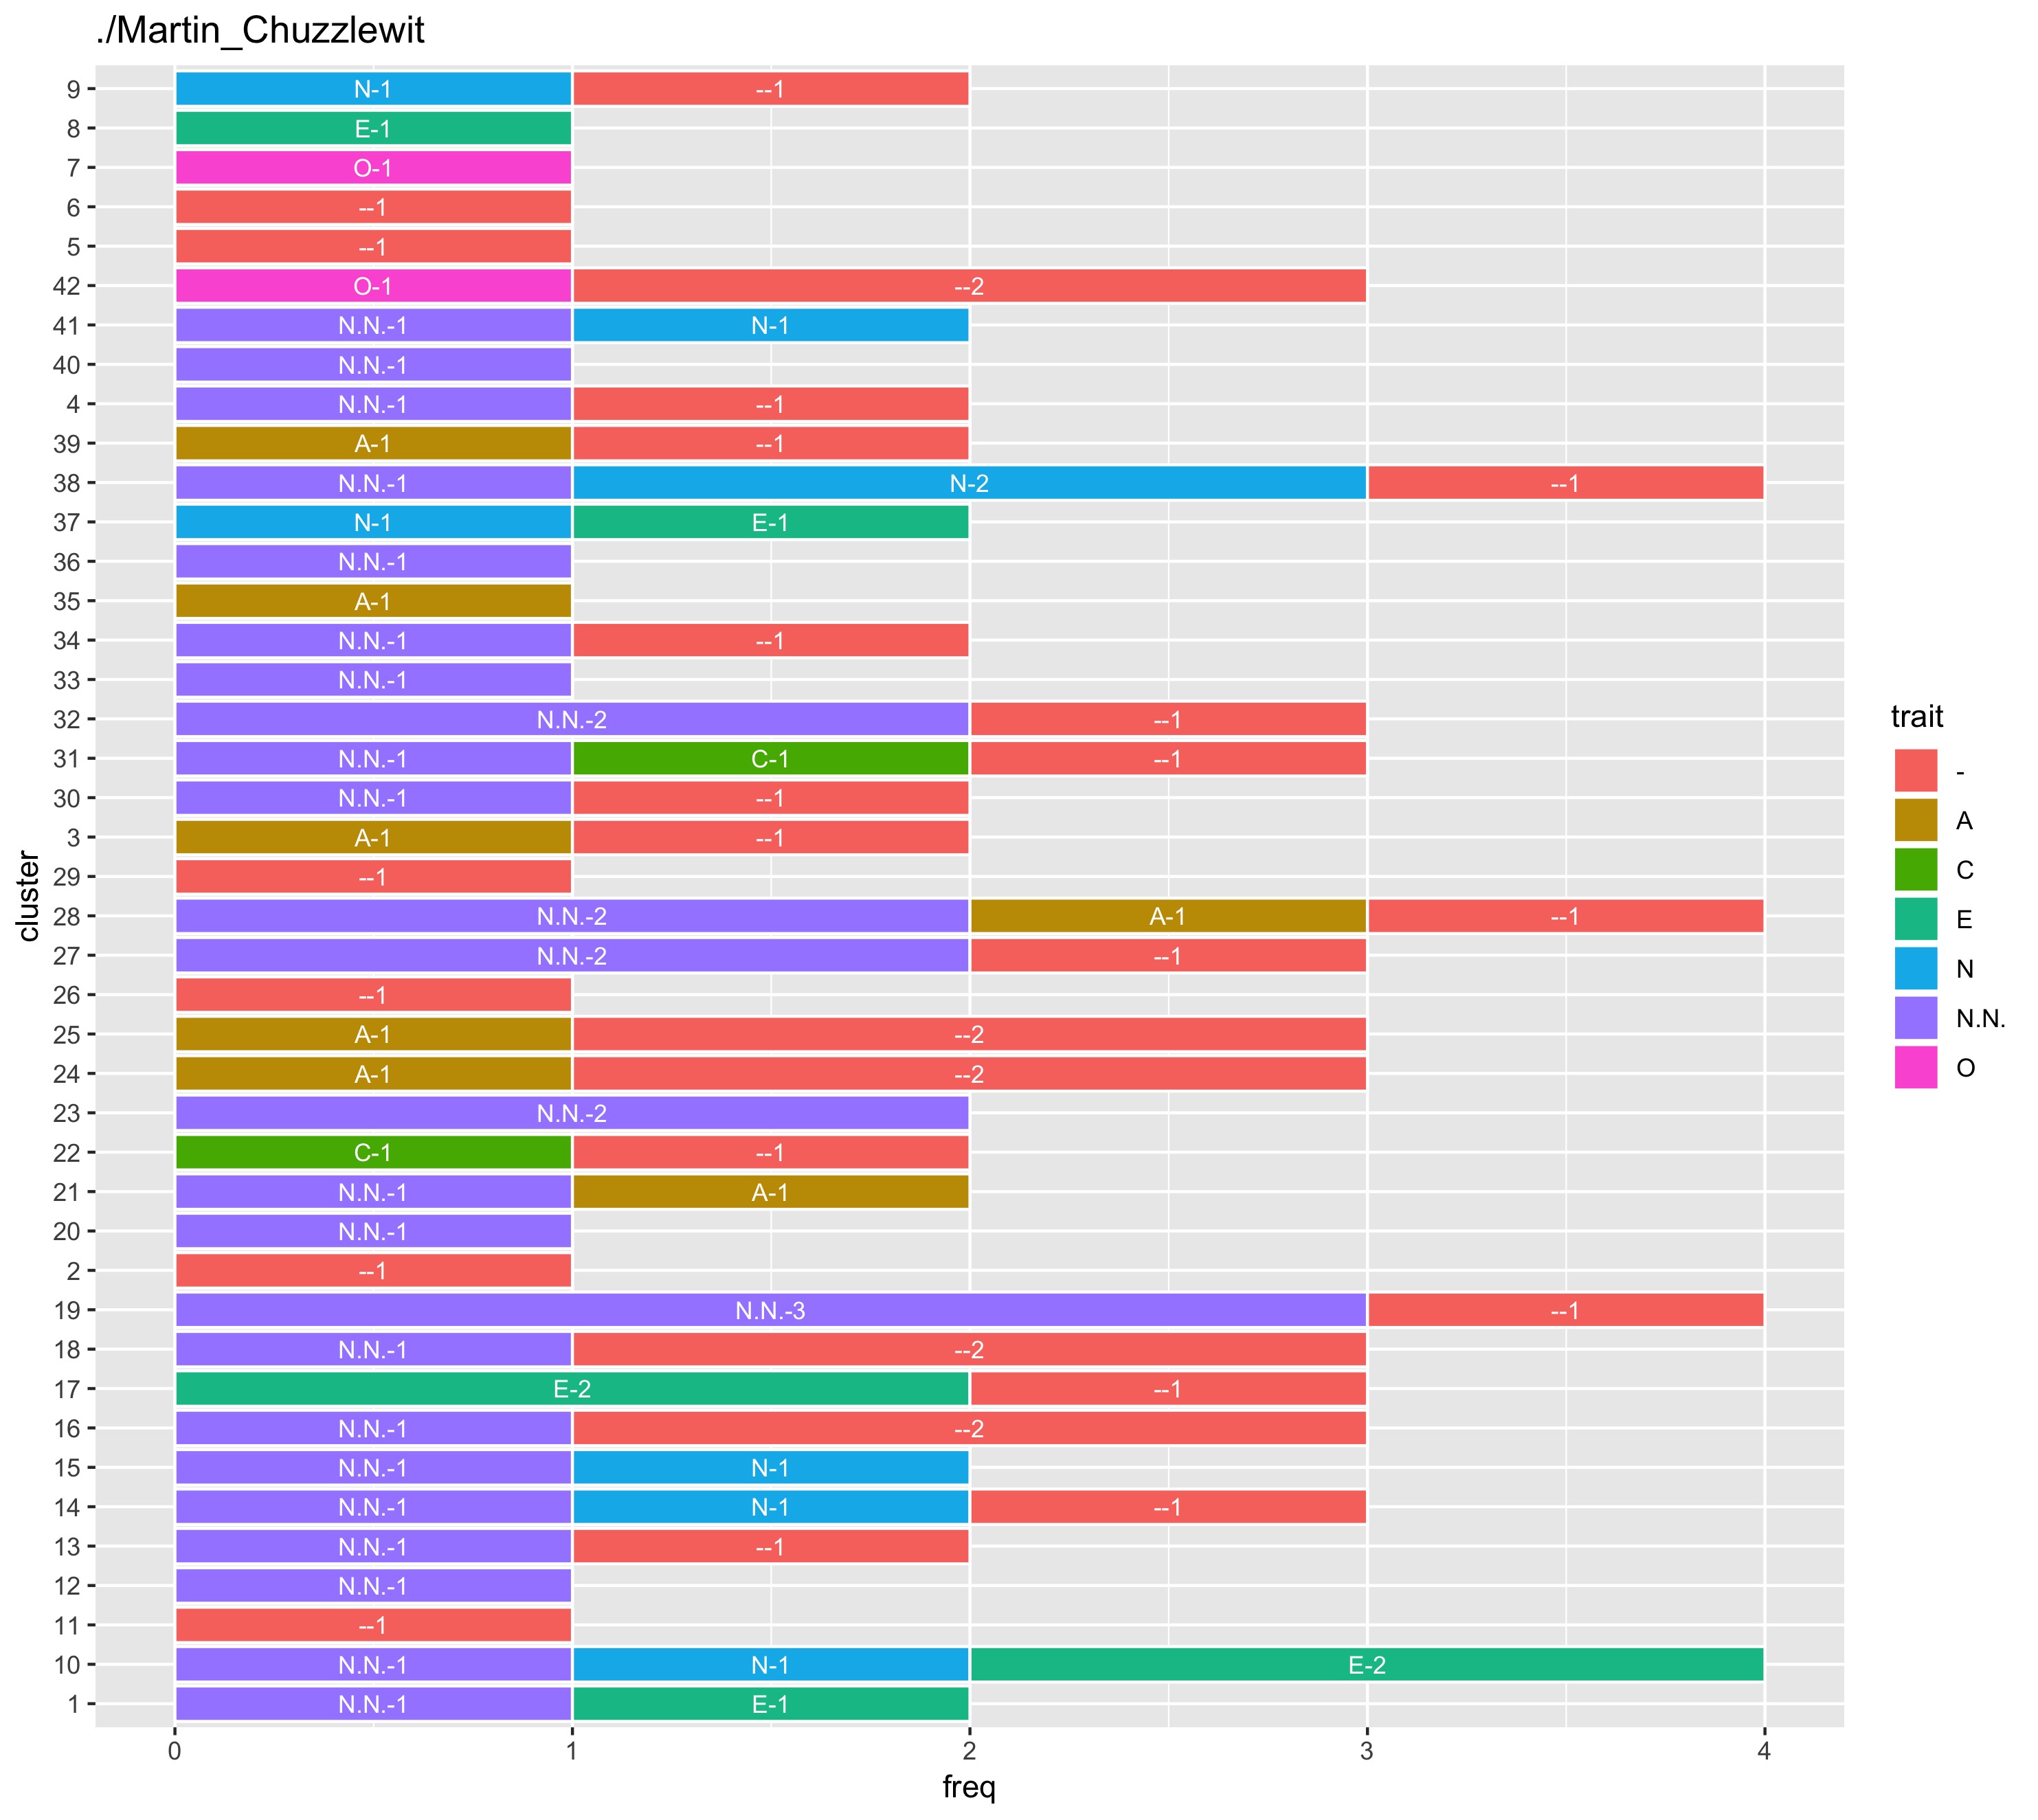 ./Martin_Chuzzlewit
9 N-1 --1
8 E-1
7 O-1
6 --1
5 --1
42 O-1 --2
41 N.N.-1 N-1
40 N.N.-1
4 N.N.-1 --1
39 A-1 --1
38 N.N.-1 N-2 --1
37 N-1 E-1
36 N.N.-1
35 A-1
34 N.N.-1 --1
33 N.N.-1
32 N.N.-2 --1
31 N.N.-1 C-1 --1
30 N.N.-1 --1
3 A-1 --1
29 --1
28 N.N.-2 A-1 --1
27 N.N.-2 --1
26 --1
25 A-1 --2
24 A-1 --2
23 N.N.-2
22 C-1 --1
21 N.N.-1 A-1
20 N.N.-1
2 --1
19 N.N.-3 --1
18 N.N.-1 --2
17 E-2 --1
16 N.N.-1 --2
15 N.N.-1 N-1
14 N.N.-1 N-1 --1
13 N.N.-1 --1
12 N.N.-1
11 --1
10 N.N.-1 N-1 E-2
1 N.N.-1 E-1
0 1 2 3 4
freq
cluster
trait
-
A
C
E
N
N.N.
O